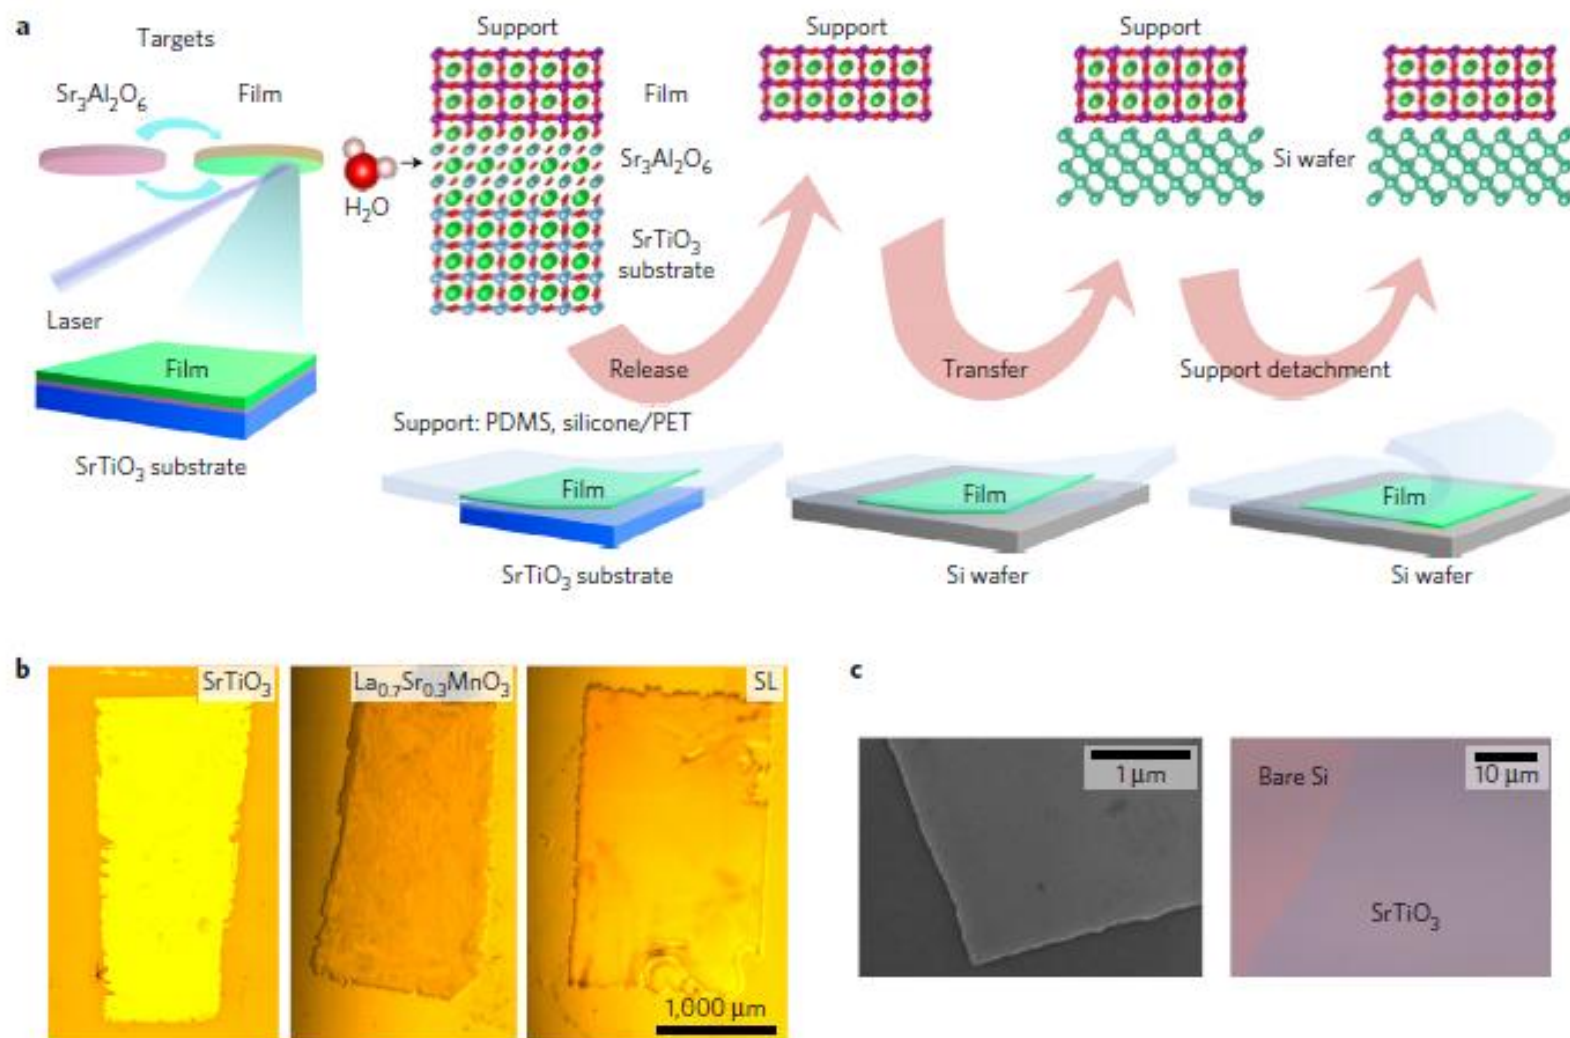 a
Targets
Sr₃Al₂O₆
Film
Laser
Film
SrTiO₃ substrate
H₂O
Support
Film
Sr₃Al₂O₆
SrTiO₃
substrate
Support
Support
Si wafer
Release
Transfer
Support detachment
Support: PDMS, silicone/PET
Film
SrTiO₃ substrate
Film
Si wafer
Film
Si wafer
b
SrTiO₃
La₀.₇Sr₀.₃MnO₃
SL
1,000 µm
c
1 µm
Bare Si
10 µm
SrTiO₃